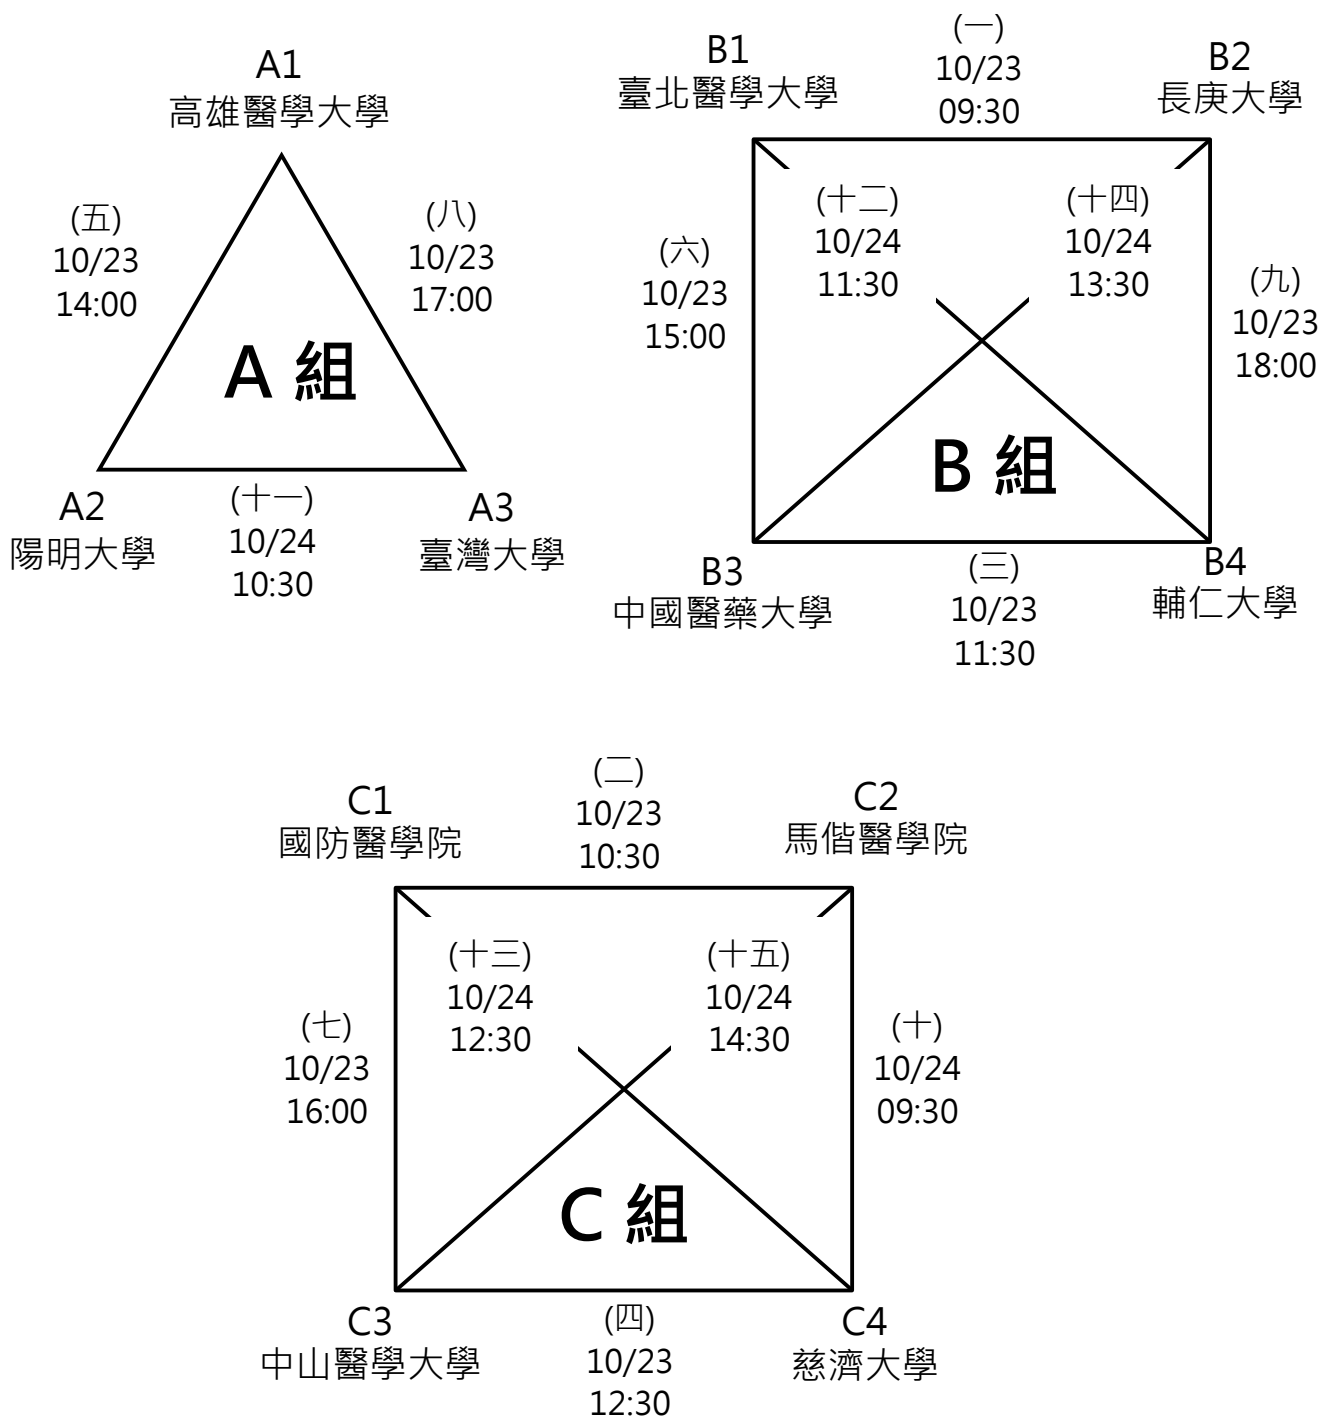 A1
高雄醫學大學
(五)
10/23
14:00
(八)
10/23
17:00
A 組
A2
陽明大學
(十一)
10/24
10:30
A3
臺灣大學
B1
臺北醫學大學
(一)
10/23
09:30
B2
長庚大學
(十二)
10/24
11:30
(十四)
10/24
13:30
(六)
10/23
15:00
(九)
10/23
18:00
B 組
B3
中國醫藥大學
(三)
10/23
11:30
B4
輔仁大學
C1
國防醫學院
(二)
10/23
10:30
C2
馬偕醫學院
(十三)
10/24
12:30
(十五)
10/24
14:30
(七)
10/23
16:00
(十)
10/24
09:30
C 組
C3
中山醫學大學
(四)
10/23
12:30
C4
慈濟大學